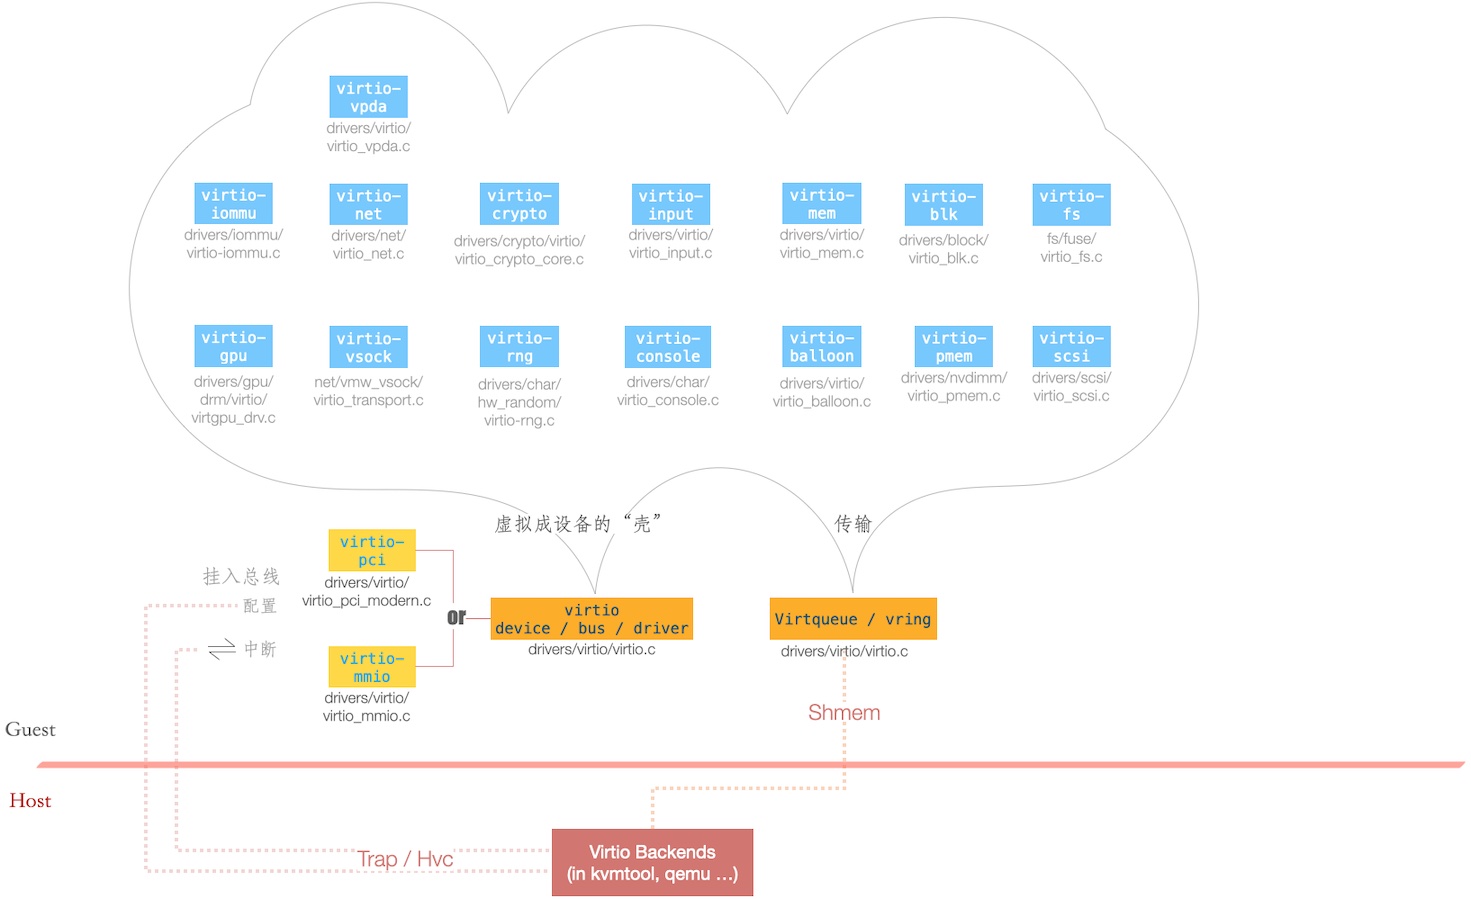 virtio-
vpda
drivers/virtio/
virtio_vpda.c
virtio-
iommu
drivers/iommu/
virtio-iommu.c
virtio-
net
drivers/net/
virtio_net.c
virtio-
crypto
drivers/crypto/virtio/
virtio_crypto_core.c
virtio-
input
drivers/virtio/
virtio_input.c
virtio-
mem
drivers/virtio/
virtio_mem.c
virtio-
blk
drivers/block/
virtio_blk.c
virtio-
fs
fs/fuse/
virtio_fs.c
virtio-
gpu
drivers/gpu/
drm/virtio/
virtgpu_drv.c
virtio-
vsock
net/vmw_vsock/
virtio_transport.c
virtio-
rng
drivers/char/
hw_random/
virtio-rng.c
virtio-
console
drivers/char/
virtio_console.c
virtio-
balloon
drivers/virtio/
virtio_balloon.c
virtio-
pmem
drivers/nvdimm/
virtio_pmem.c
virtio-
scsi
drivers/scsi/
virtio_scsi.c
虚拟成设备的“壳”
传输
virtio-
pci
drivers/virtio/
virtio_pci_modern.c
挂入总线
配置
中断
or
virtio
device / bus / driver
drivers/virtio/virtio.c
Virtqueue / vring
drivers/virtio/virtio.c
virtio-
mmio
drivers/virtio/
virtio_mmio.c
Shmem
Guest
Host
Trap / Hvc
Virtio Backends
(in kvmtool, qemu ...)